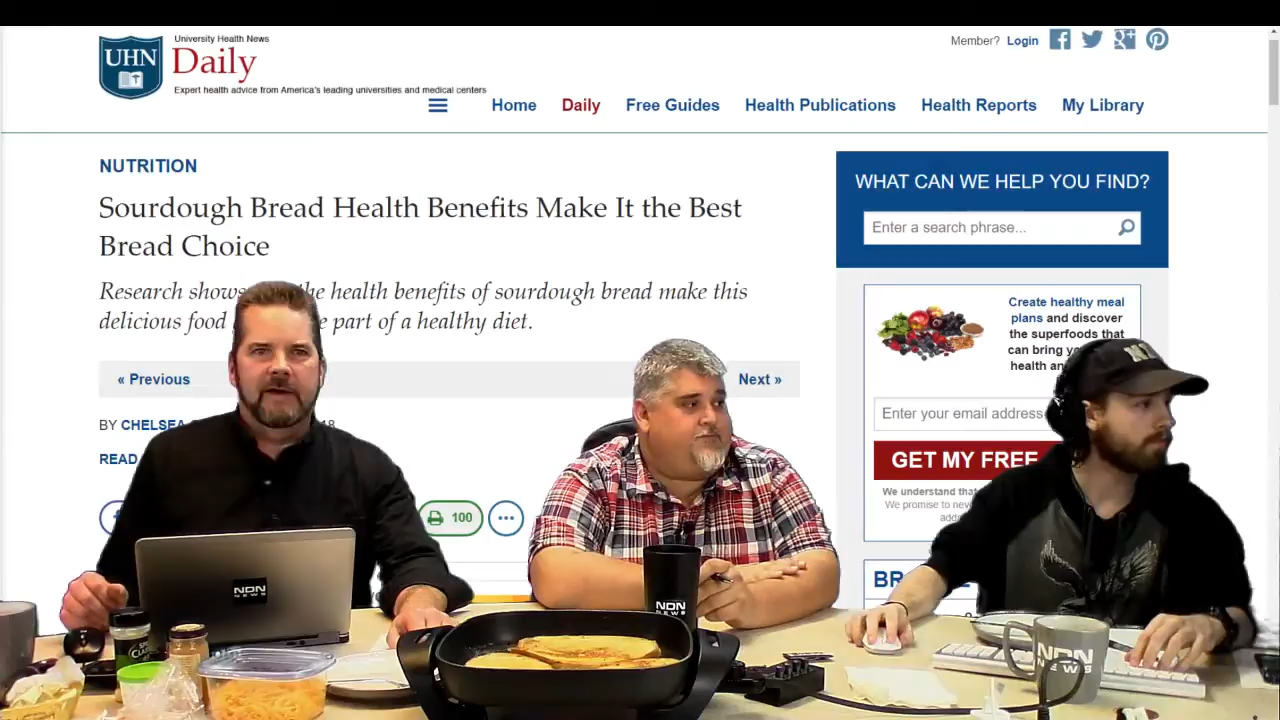 University Health News
UHN
Daily
Expert health advice from America's leading universities and medical centers
Member? Login
Home Daily Free Guides Health Publications Health Reports My Library
NUTRITION
Sourdough Bread Health Benefits Make It the Best
Bread Choice
Research shows the health benefits of sourdough bread make this
delicious food part of a healthy diet.
« Previous
Next »
BY CHELSEA
READ
100
WHAT CAN WE HELP YOU FIND?
Enter a search phrase...
Create healthy meal
plans and discover
the superfoods that
can bring
health
Enter your email address
GET MY FREE
We understand that
We promise to
NDN
NEWS
NDN
NEWS
NDN
NEWS